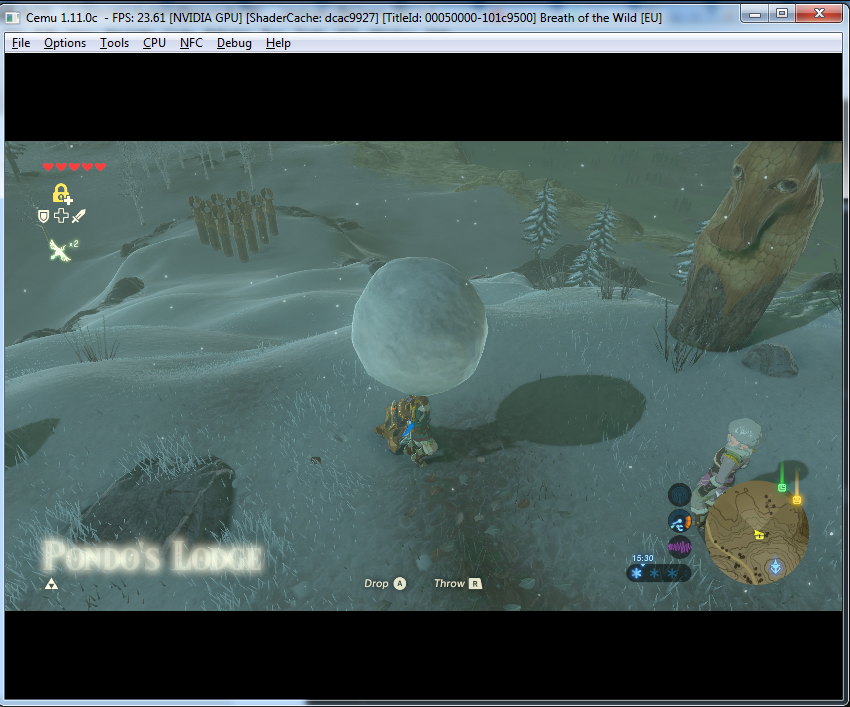 Cemu 1.11.0c - FPS: 23.61 [NVIDIA GPU] [ShaderCache: dcac9927] [TitleId: 00050000-101c9500] Breath of the Wild [EU]
File Options Tools CPU NFC Debug Help
x2
15:30
Pondo's Lodge
Drop A Throw R